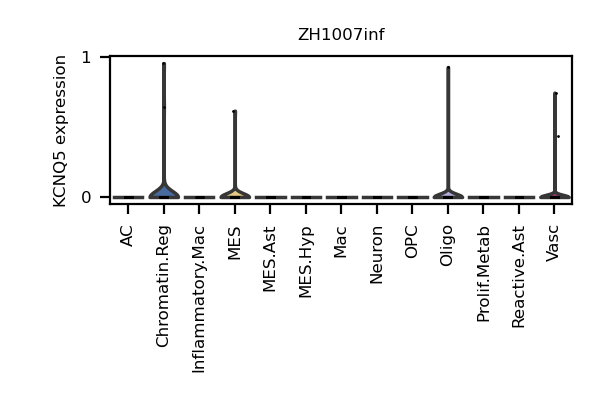 ZH1007inf
KCNQ5 expression
1
0
AC
Chromatin.Reg
Inflammatory.Mac
MES
MES.Ast
MES.Hyp
Mac
Neuron
OPC
Oligo
Prolif.Metab
Reactive.Ast
Vasc